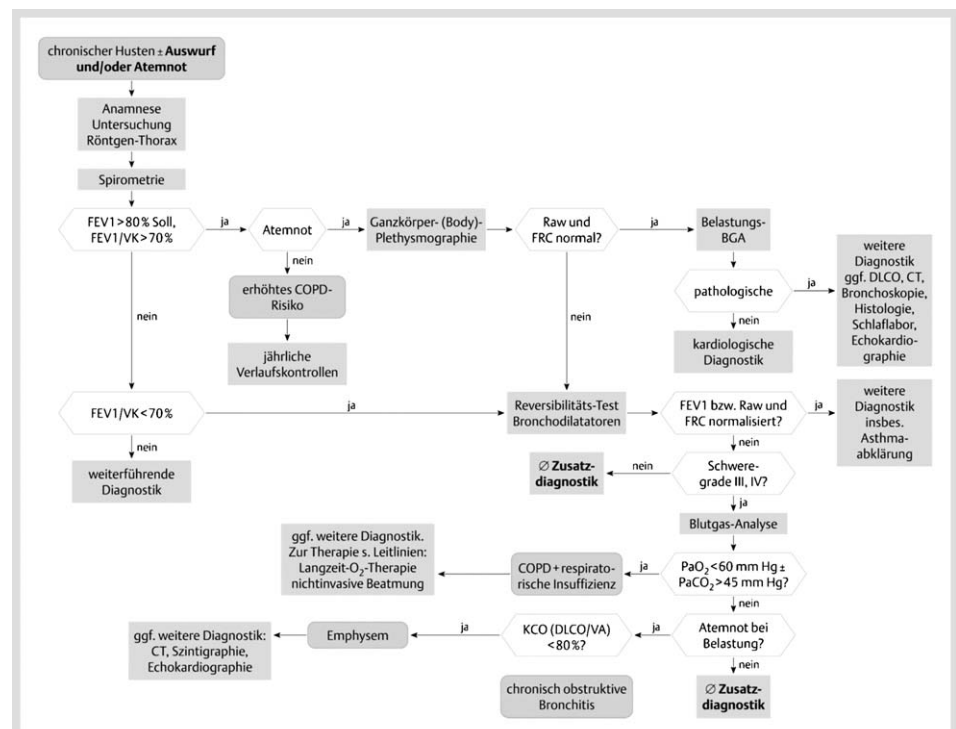 chronischer Husten ± Auswurf
und/oder Atemnot
Anamnese
Untersuchung
Röntgen-Thorax
Spirometrie
FEV1>80% Soll,
FEV1/VK>70%
ja
Atemnot
ja
Ganzkörper- (Body)-
Plethysmographie
Raw und
FRC normal?
ja
Belastungs-
BGA
nein
erhöhtes COPD-
Risiko
jährliche
Verlaufskontrollen
pathologische
ja
weitere
Diagnostik
ggf. DLCO, CT,
Bronchoskopie,
Histologie,
Schlaflabor,
Echokardio-
graphie
nein
kardiologische
Diagnostik
nein
nein
FEV1/VK<70%
ja
Reversibilitäts-Test
Bronchodilatatoren
FEV1 bzw. Raw und
FRC normalisiert?
ja
weitere
Diagnostik
insbes.
Asthma-
abklärung
nein
weiterführende
Diagnostik
nein
Schwere-
grade III, IV?
nein
∅ Zusatz-
diagnostik
ja
Blutgas-Analyse
PaO2<60 mm Hg ±
PaCO2>45 mm Hg?
ja
COPD + respirato-
rische Insuffizienz
ggf. weitere Diagnostik.
Zur Therapie s. Leitlinien:
Langzeit-O2-Therapie
nichtinvasive Beatmung
nein
Atemnot bei
Belastung?
ja
KCO (DLCO/VA)
<80%?
ja
Emphysem
ggf. weitere Diagnostik:
CT, Szintigraphie,
Echokardiographie
nein
∅ Zusatz-
diagnostik
chronisch obstruktive
Bronchitis